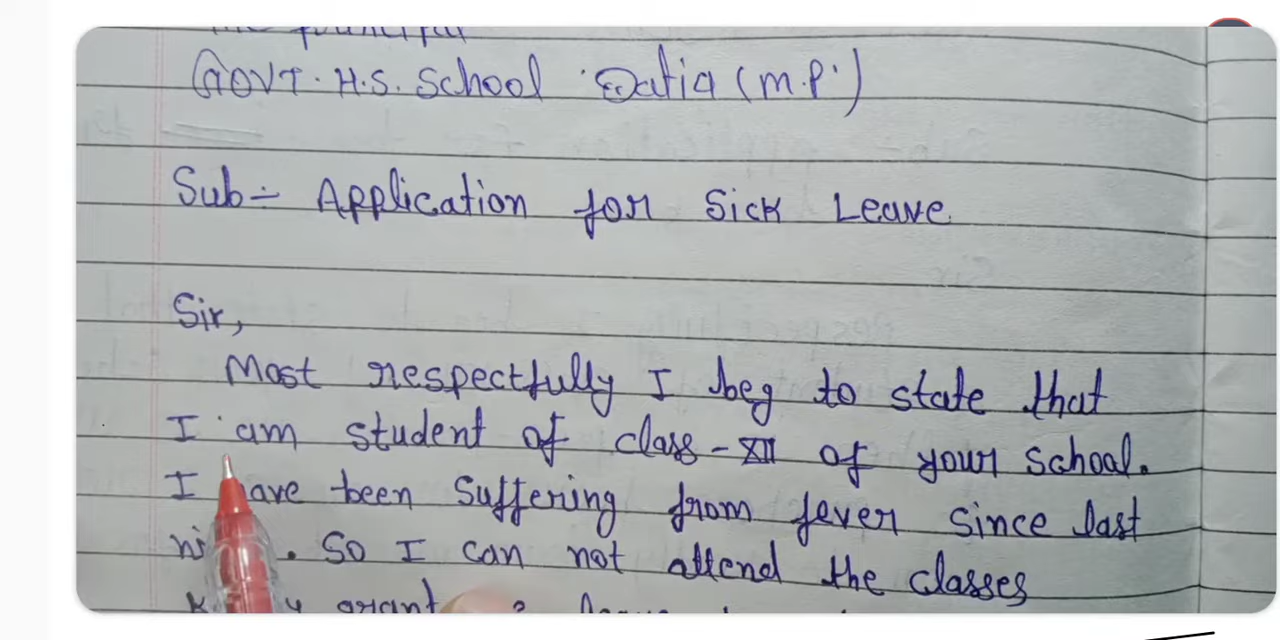 GOVT. H.S. School Datia (M.P.)
Sub:- Application for Sick Leave
Sir,
Most respectfully I beg to state that
I am student of class-XII of your school.
I have been suffering from fever since last
. So I can not attend the classes
grant